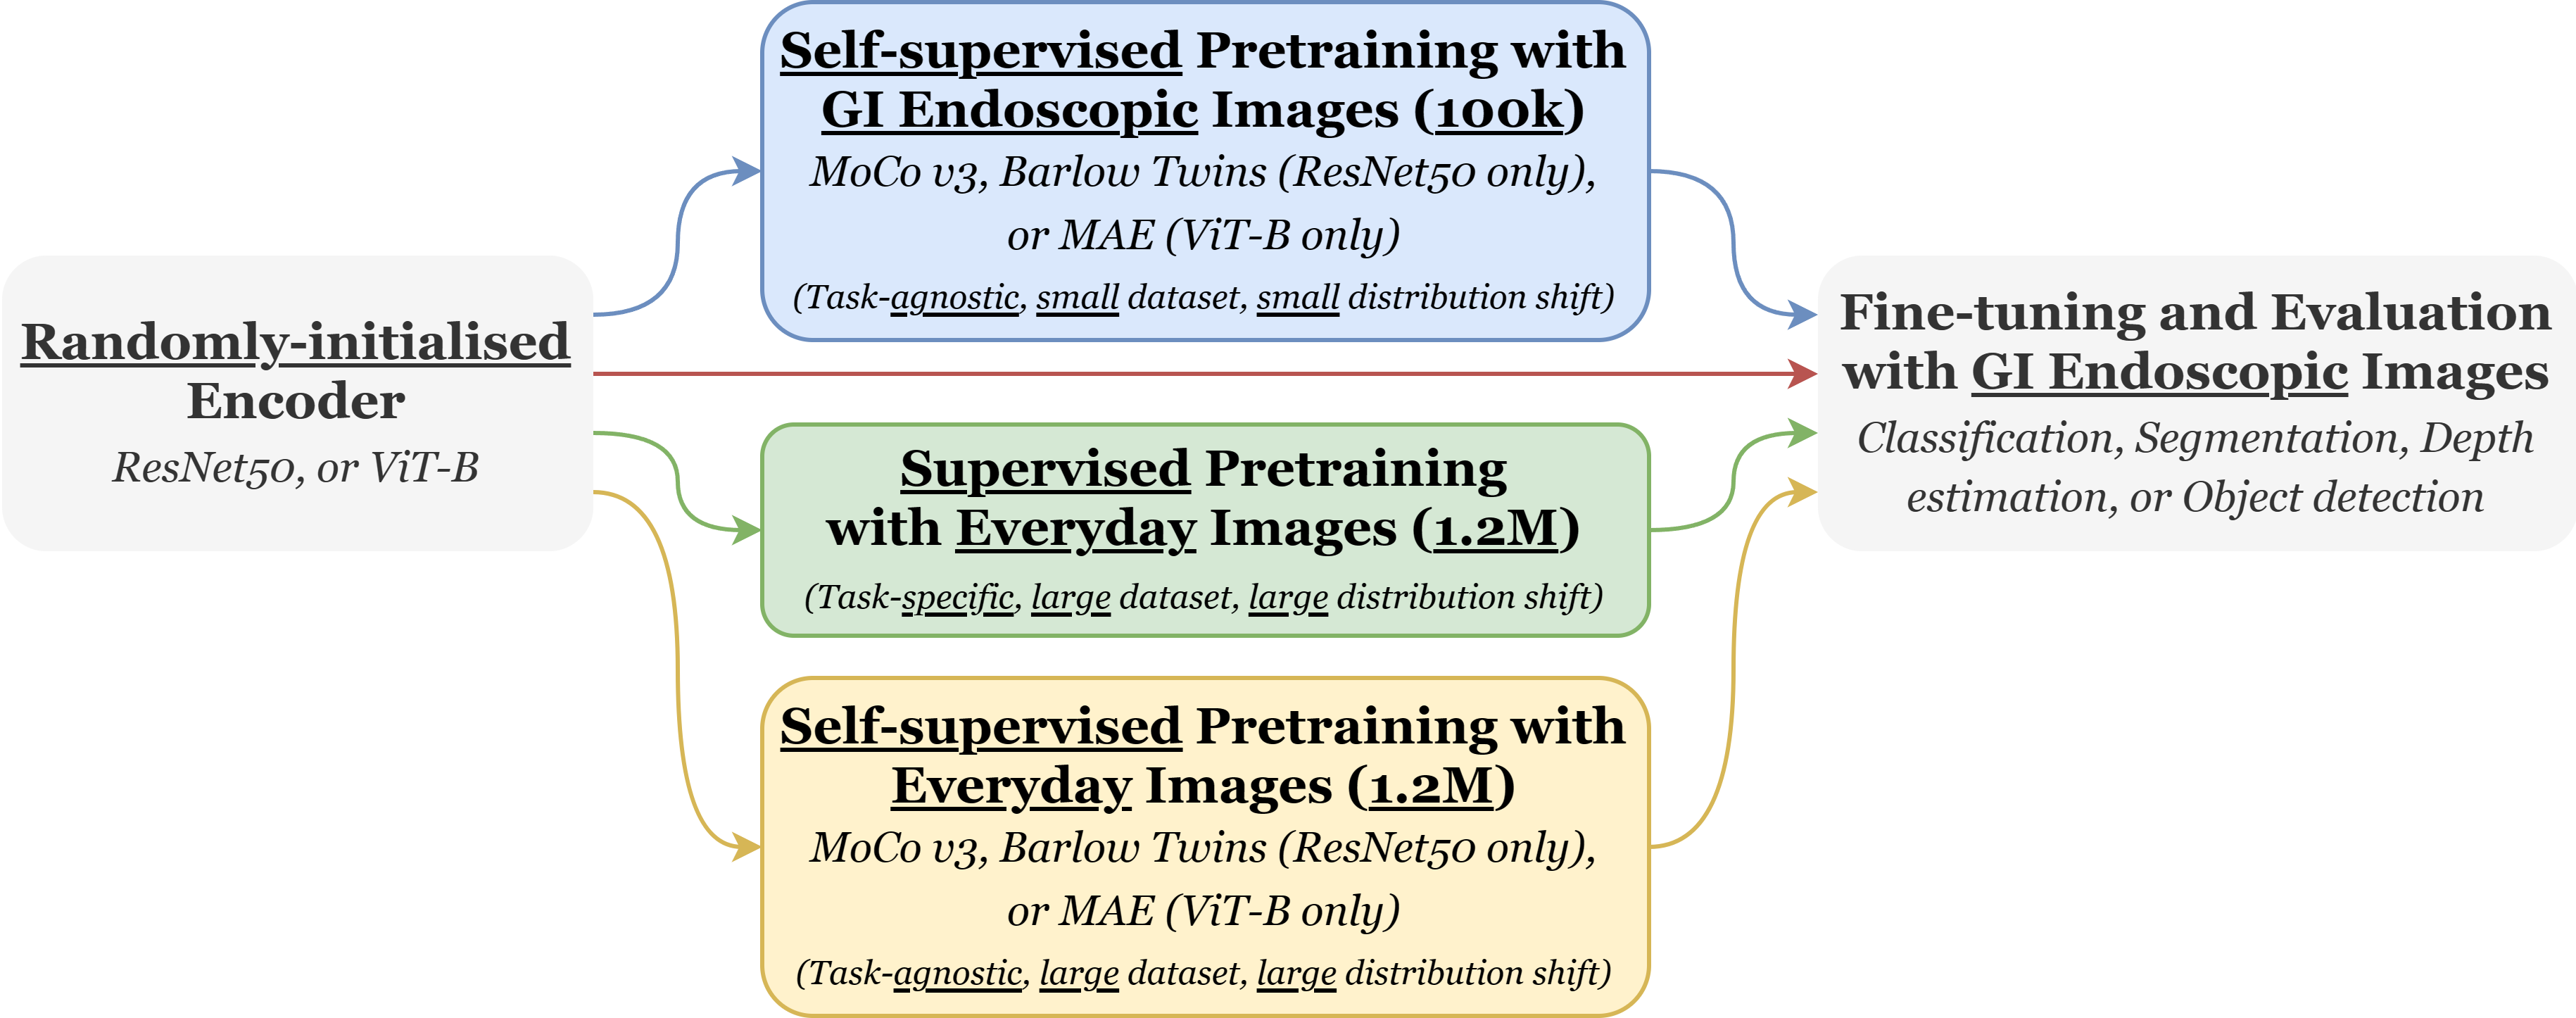 Randomly-initialised
Encoder
ResNet50, or ViT-B
Self-supervised Pretraining with
GI Endoscopic Images (100k)
MoCo v3, Barlow Twins (ResNet50 only),
or MAE (ViT-B only)
(Task-agnostic, small dataset, small distribution shift)
Supervised Pretraining
with Everyday Images (1.2M)
(Task-specific, large dataset, large distribution shift)
Self-supervised Pretraining with
Everyday Images (1.2M)
MoCo v3, Barlow Twins (ResNet50 only),
or MAE (ViT-B only)
(Task-agnostic, large dataset, large distribution shift)
Fine-tuning and Evaluation
with GI Endoscopic Images
Classification, Segmentation, Depth
estimation, or Object detection